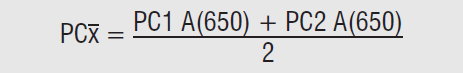 PCx̅ = PC1 A(650) + PC2 A(650)
2